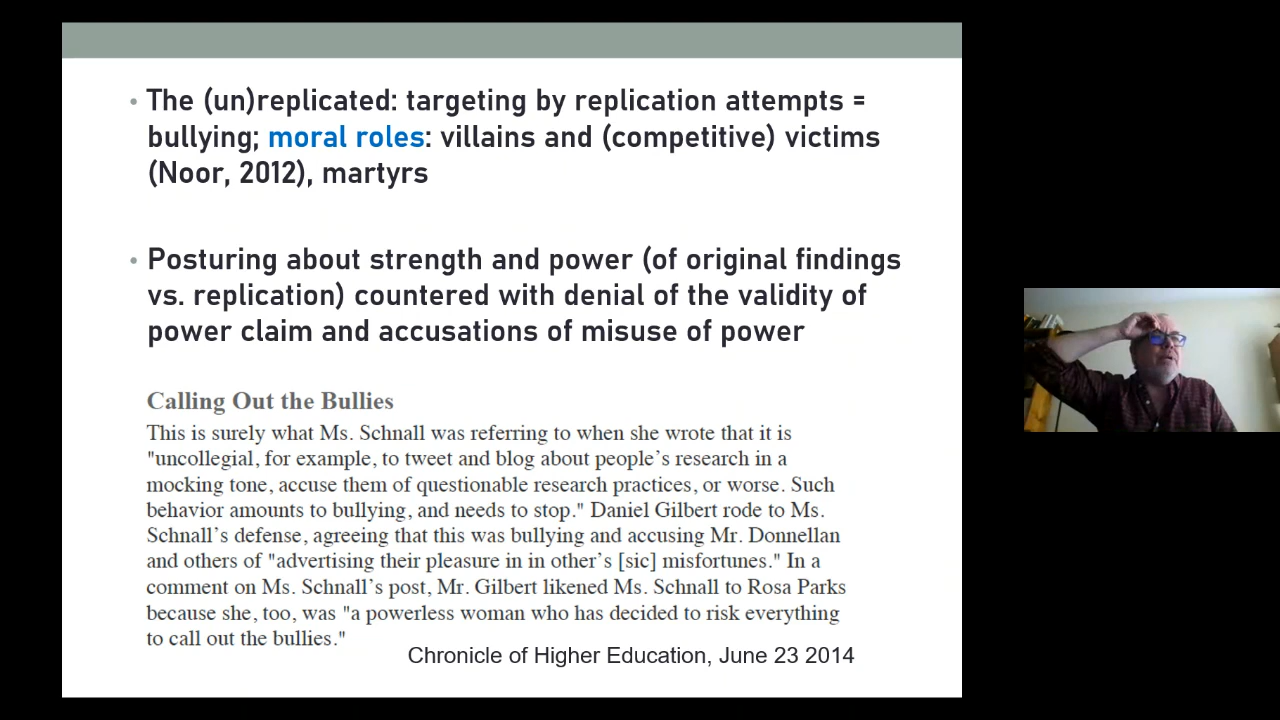 • The (un)replicated: targeting by replication attempts =
bullying; moral roles: villains and (competitive) victims
(Noor, 2012), martyrs
• Posturing about strength and power (of original findings
vs. replication) countered with denial of the validity of
power claim and accusations of misuse of power
Calling Out the Bullies
This is surely what Ms. Schnall was referring to when she wrote that it is
"uncollegial, for example, to tweet and blog about people’s research in a
mocking tone, accuse them of questionable research practices, or worse. Such
behavior amounts to bullying, and needs to stop." Daniel Gilbert rode to Ms.
Schnall’s defense, agreeing that this was bullying and accusing Mr. Donnellan
and others of "advertising their pleasure in in other’s [sic] misfortunes." In a
comment on Ms. Schnall’s post, Mr. Gilbert likened Ms. Schnall to Rosa Parks
because she, too, was "a powerless woman who has decided to risk everything
to call out the bullies."
Chronicle of Higher Education, June 23 2014